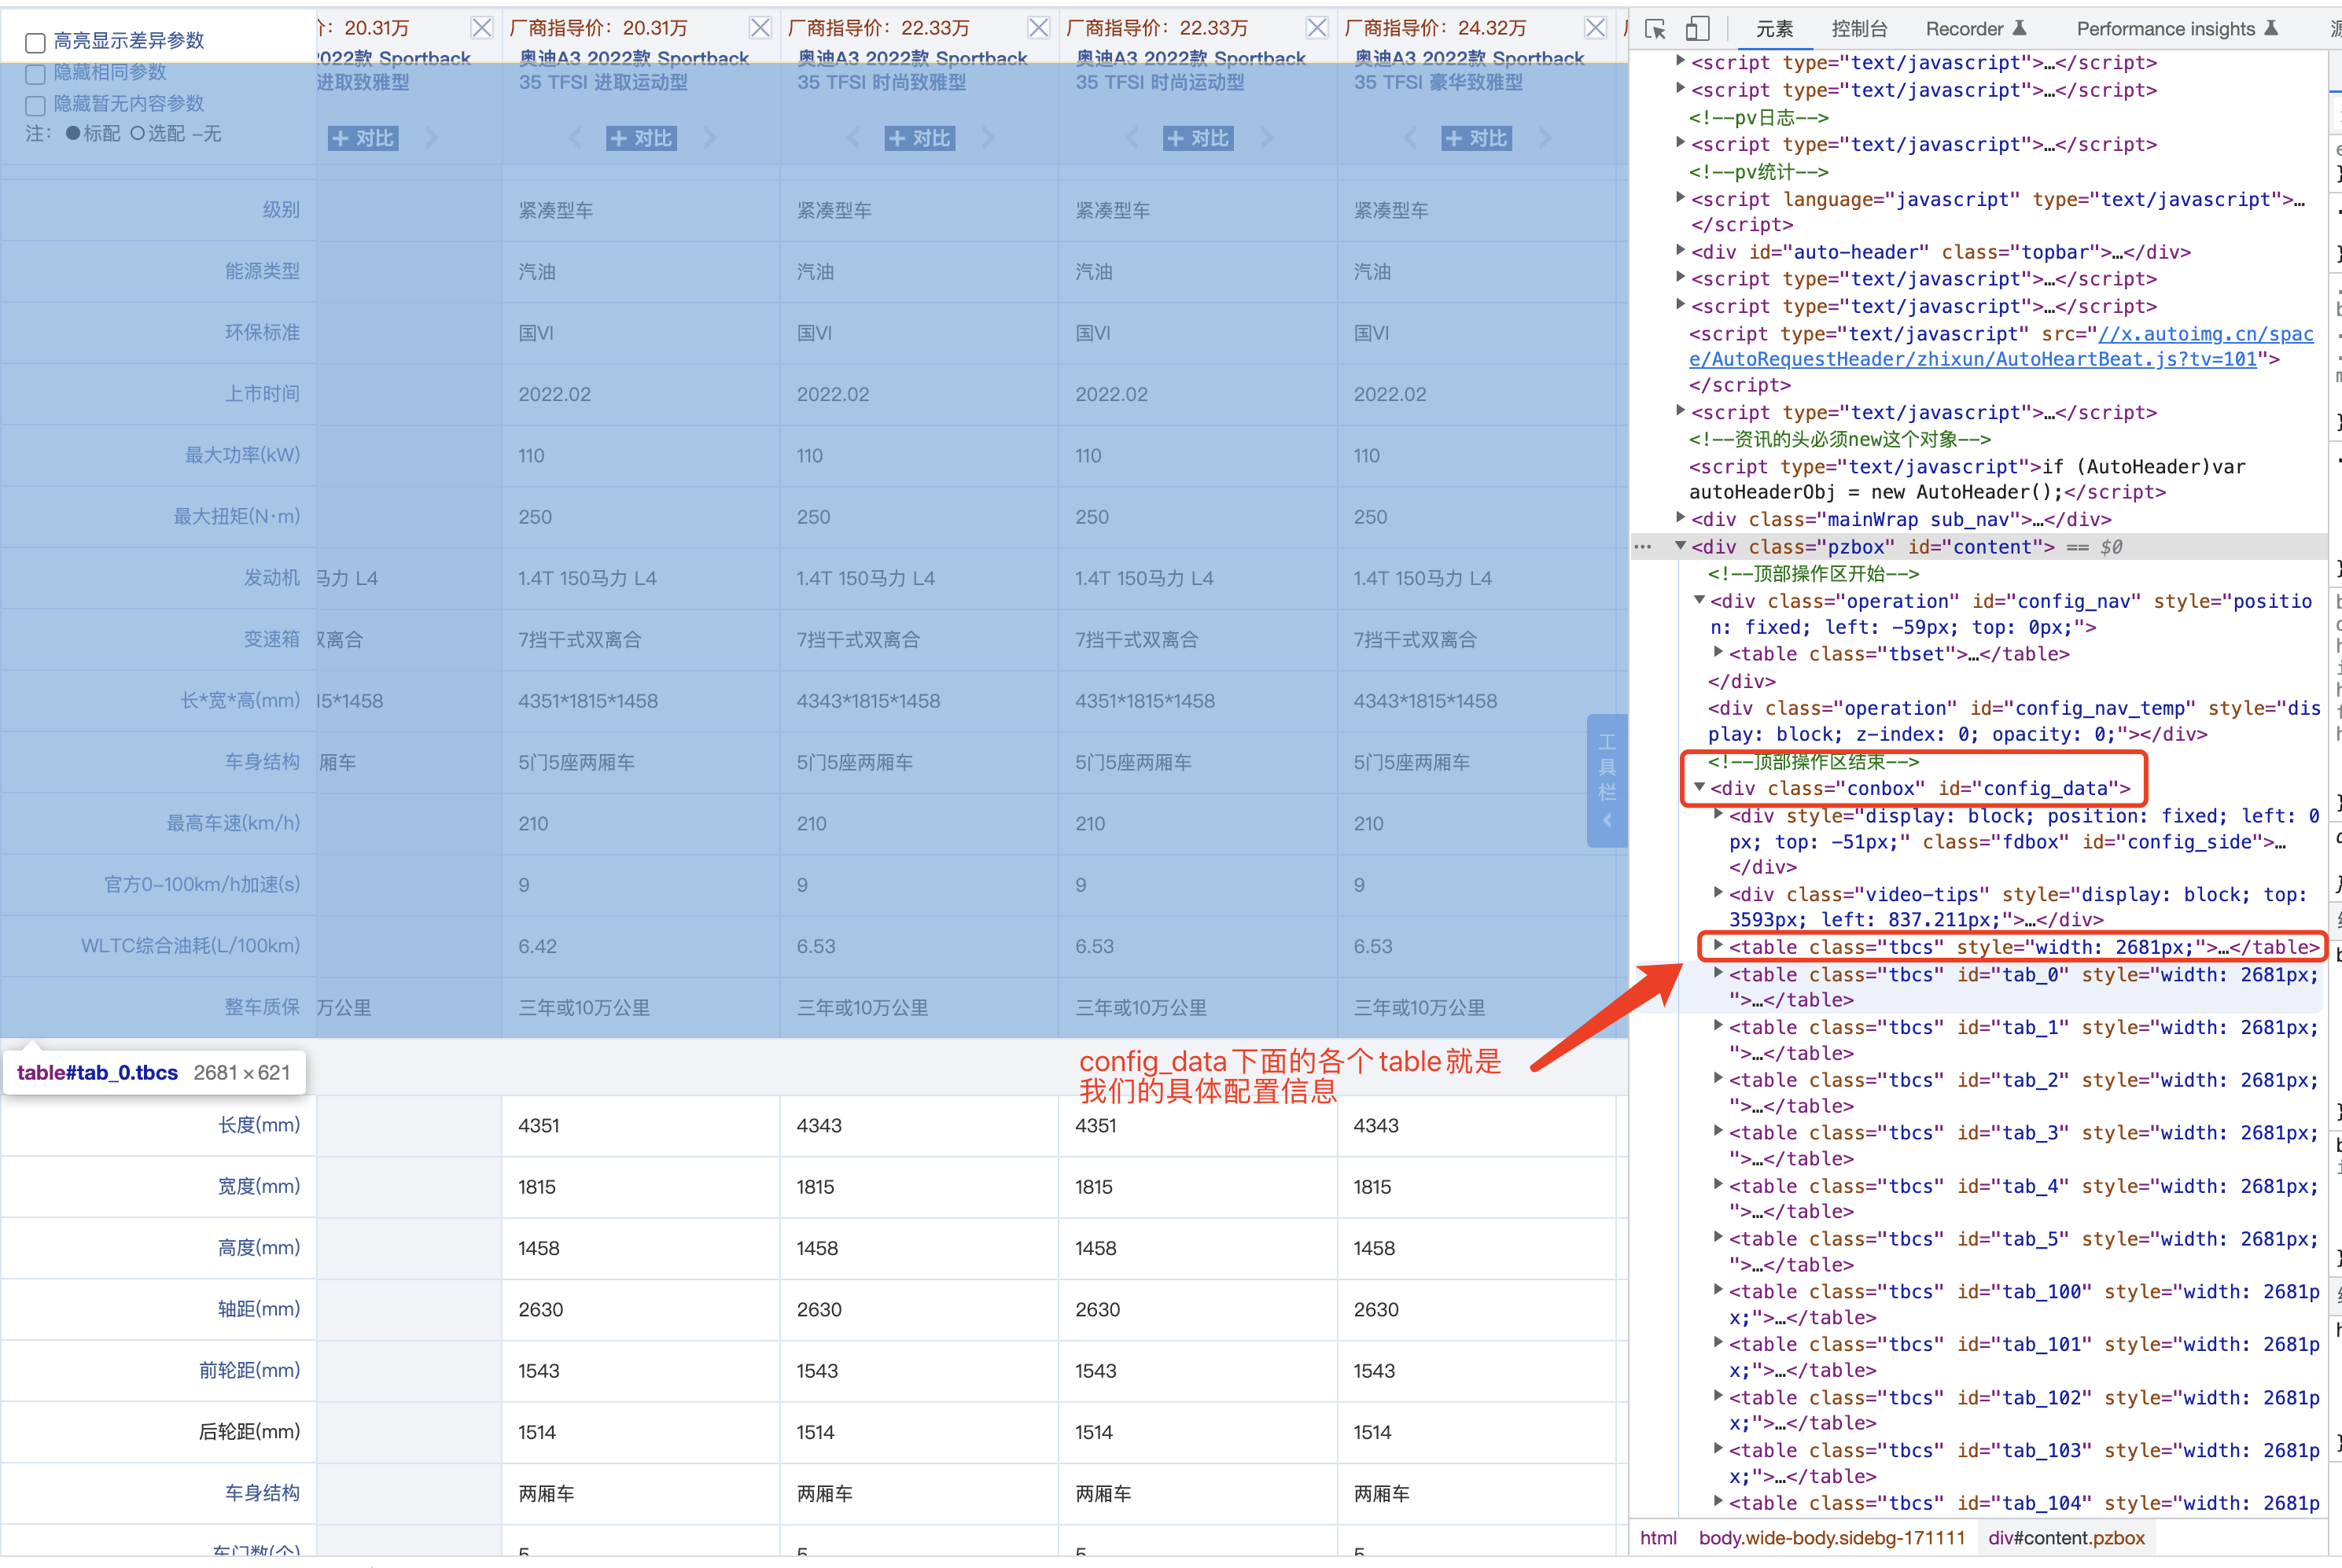 高亮显示差异参数
隐藏相同参数
隐藏暂无内容参数
注: ●标配 ○选配 -无
介: 20.31万
2022款 Sportback
进取致雅型
+ 对比
厂商指导价: 20.31万
奥迪A3 2022款 Sportback
35 TFSI 进取运动型
+ 对比
厂商指导价: 22.33万
奥迪A3 2022款 Sportback
35 TFSI 时尚致雅型
+ 对比
厂商指导价: 22.33万
奥迪A3 2022款 Sportback
35 TFSI 时尚运动型
+ 对比
厂商指导价: 24.32万
奥迪A3 2022款 Sportback
35 TFSI 豪华致雅型
+ 对比
级别 紧凑型车 紧凑型车 紧凑型车 紧凑型车
能源类型 汽油 汽油 汽油 汽油
环保标准 国VI 国VI 国VI 国VI
上市时间 2022.02 2022.02 2022.02 2022.02
最大功率(kW) 110 110 110 110
最大扭矩(N·m) 250 250 250 250
发动机 马力 L4 1.4T 150马力 L4 1.4T 150马力 L4 1.4T 150马力 L4 1.4T 150马力 L4
变速箱 双离合 7挡干式双离合 7挡干式双离合 7挡干式双离合 7挡干式双离合
长*宽*高(mm) 15*1458 4351*1815*1458 4343*1815*1458 4351*1815*1458 4343*1815*1458
车身结构 厢车 5门5座两厢车 5门5座两厢车 5门5座两厢车 5门5座两厢车
最高车速(km/h) 210 210 210 210
官方0-100km/h加速(s) 9 9 9 9
WLTC综合油耗(L/100km) 6.42 6.53 6.53 6.53
整车质保 万公里 三年或10万公里 三年或10万公里 三年或10万公里 三年或10万公里
工具栏
table#tab_0.tbcs 2681×621
config_data下面的各个table就是
我们的具体配置信息
长度(mm) 4351 4343 4351 4343
宽度(mm) 1815 1815 1815 1815
高度(mm) 1458 1458 1458 1458
轴距(mm) 2630 2630 2630 2630
前轮距(mm) 1543 1543 1543 1543
后轮距(mm) 1514 1514 1514 1514
车身结构 两厢车 两厢车 两厢车 两厢车
车门数(个) 5 5 5 5
元素 控制台 Recorder Performance insights 源
<script type="text/javascript">…</script>
<script type="text/javascript">…</script>
<!--pv日志-->
<script type="text/javascript">…</script>
<!--pv统计-->
<script language="javascript" type="text/javascript">…
</script>
<div id="auto-header" class="topbar">…</div>
<script type="text/javascript">…</script>
<script type="text/javascript">…</script>
<script type="text/javascript" src="//x.autoimg.cn/spac
e/AutoRequestHeader/zhixun/AutoHeartBeat.js?tv=101">
</script>
<script type="text/javascript">…</script>
<!--资讯的头必须new这个对象-->
<script type="text/javascript">if (AutoHeader)var
autoHeaderObj = new AutoHeader();</script>
<div class="mainWrap sub_nav">…</div>
<div class="pzbox" id="content"> == $0
<!--顶部操作区开始-->
<div class="operation" id="config_nav" style="positio
n: fixed; left: -59px; top: 0px;">
<table class="tbset">…</table>
</div>
<div class="operation" id="config_nav_temp" style="dis
play: block; z-index: 0; opacity: 0;"></div>
<!--顶部操作区结束-->
<div class="conbox" id="config_data">
<div style="display: block; position: fixed; left: 0
px; top: -51px;" class="fdbox" id="config_side">…
</div>
<div class="video-tips" style="display: block; top:
3593px; left: 837.211px;">…</div>
<table class="tbcs" style="width: 2681px;">…</table>
<table class="tbcs" id="tab_0" style="width: 2681px;
">…</table>
<table class="tbcs" id="tab_1" style="width: 2681px;
">…</table>
<table class="tbcs" id="tab_2" style="width: 2681px;
">…</table>
<table class="tbcs" id="tab_3" style="width: 2681px;
">…</table>
<table class="tbcs" id="tab_4" style="width: 2681px;
">…</table>
<table class="tbcs" id="tab_5" style="width: 2681px;
">…</table>
<table class="tbcs" id="tab_100" style="width: 2681p
x;">…</table>
<table class="tbcs" id="tab_101" style="width: 2681p
x;">…</table>
<table class="tbcs" id="tab_102" style="width: 2681p
x;">…</table>
<table class="tbcs" id="tab_103" style="width: 2681p
x;">…</table>
<table class="tbcs" id="tab_104" style="width: 2681p
html body.wide-body.sidebg-171111 div#content.pzbox